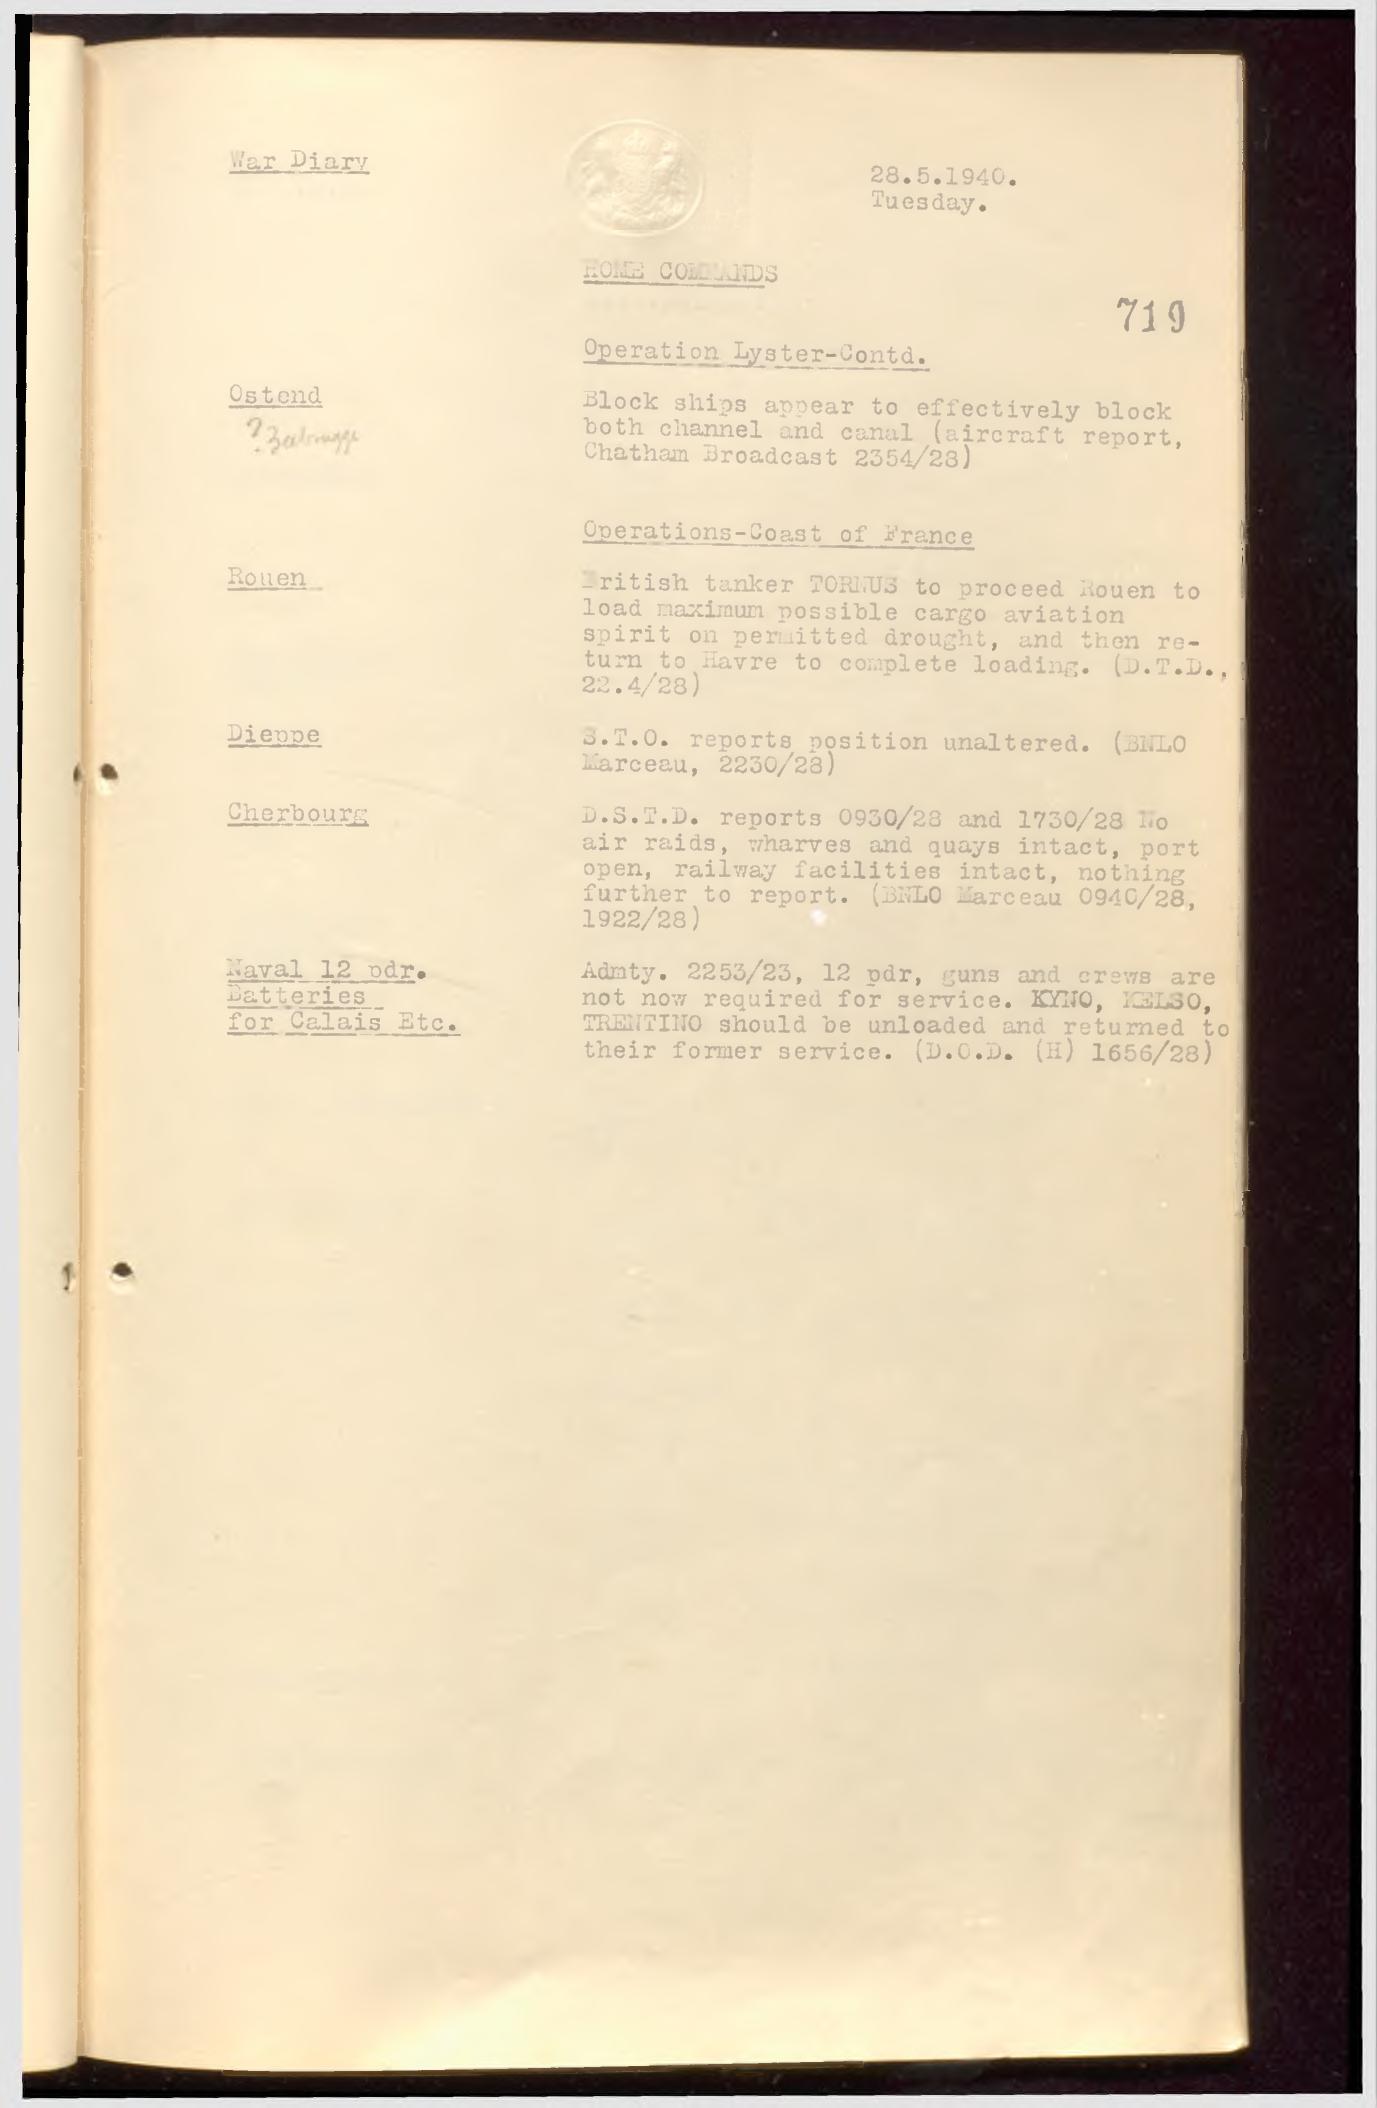 War Diary
28.5.1940.
Tuesday.
HOME COMMANDS
719
Operation Lyster-Contd.
Ostend
? Zeebrugge
Block ships appear to effectively block
both channel and canal (aircraft report,
Chatham Broadcast 2354/28)
Operations-Coast of France
Rouen
British tanker TORNUS to proceed Rouen to
load maximum possible cargo aviation
spirit on permitted drought, and then re-
turn to Havre to complete loading. (D.T.D.,
22.4/28)
Dieppe
S.T.O. reports position unaltered. (BNLO
Marceau, 2230/28)
Cherbourg
D.S.T.D. reports 0930/28 and 1730/28 No
air raids, wharves and quays intact, port
open, railway facilities intact, nothing
further to report. (BNLO Marceau 0940/28,
1922/28)
Naval 12 pdr.
Batteries
for Calais Etc.
Admty. 2253/23, 12 pdr, guns and crews are
not now required for service. KYNO, KELSO,
TRENTINO should be unloaded and returned to
their former service. (D.O.D. (H) 1656/28)